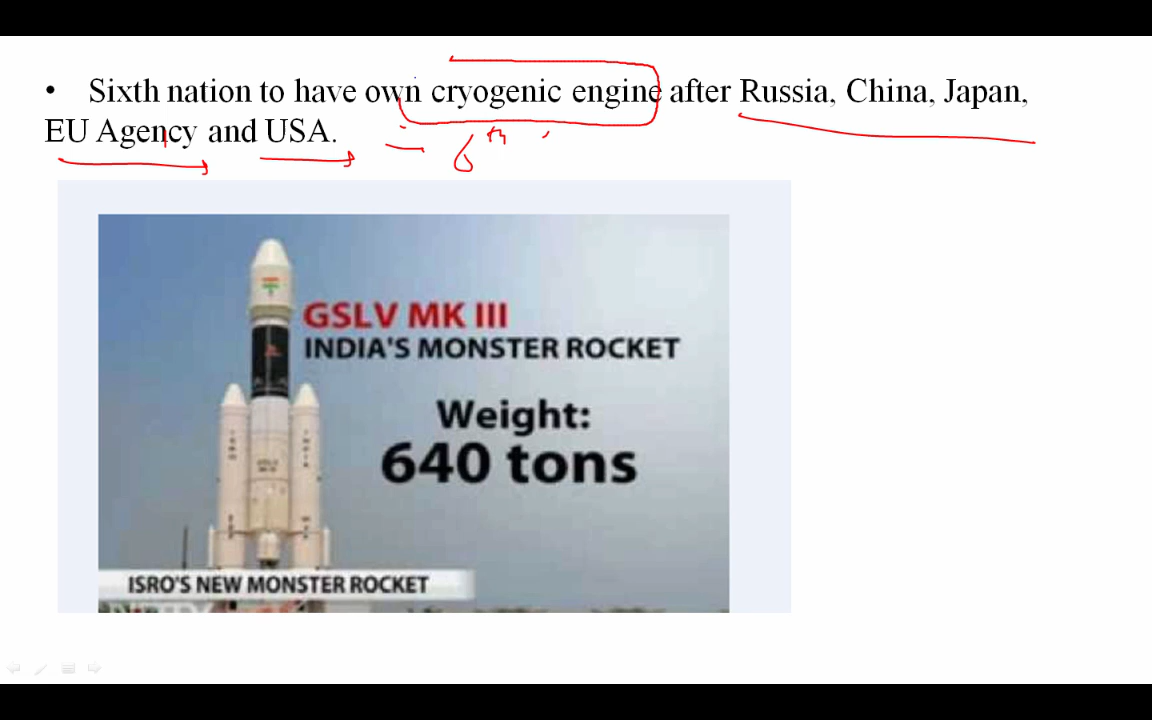 • Sixth nation to have own cryogenic engine after Russia, China, Japan,
EU Agency and USA.
6th
GSLV MK III
INDIA'S MONSTER ROCKET
Weight:
640 tons
ISRO'S NEW MONSTER ROCKET